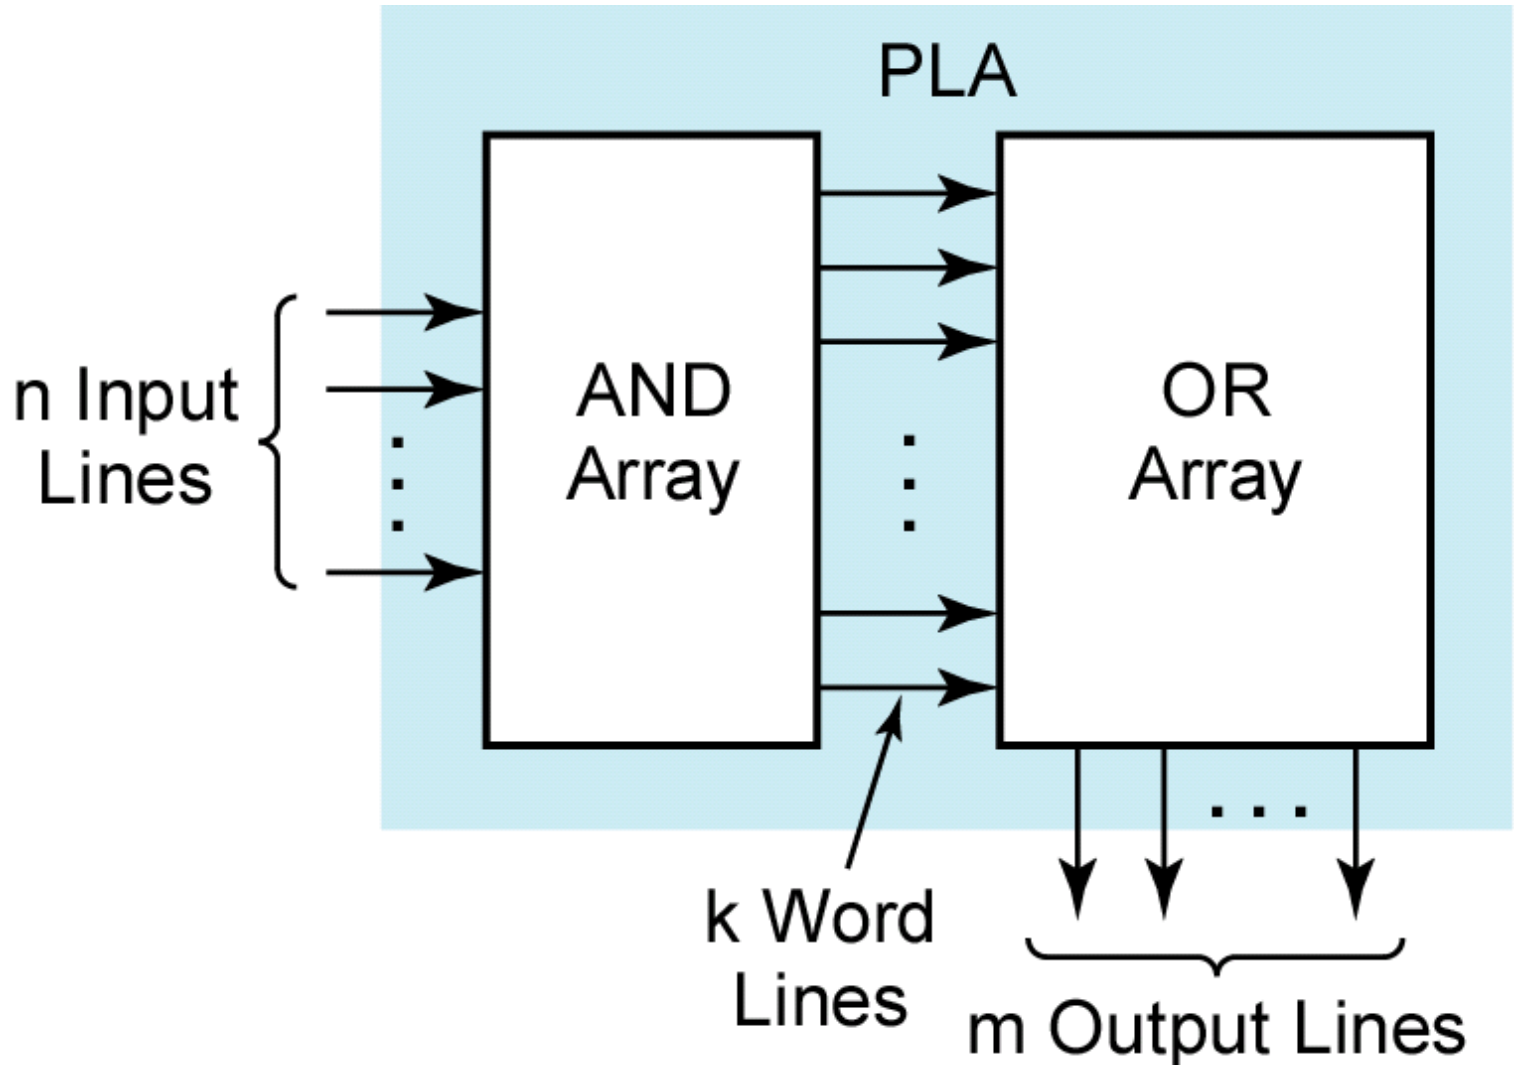 PLA
n Input
Lines
AND
Array
OR
Array
k Word
Lines
m Output Lines